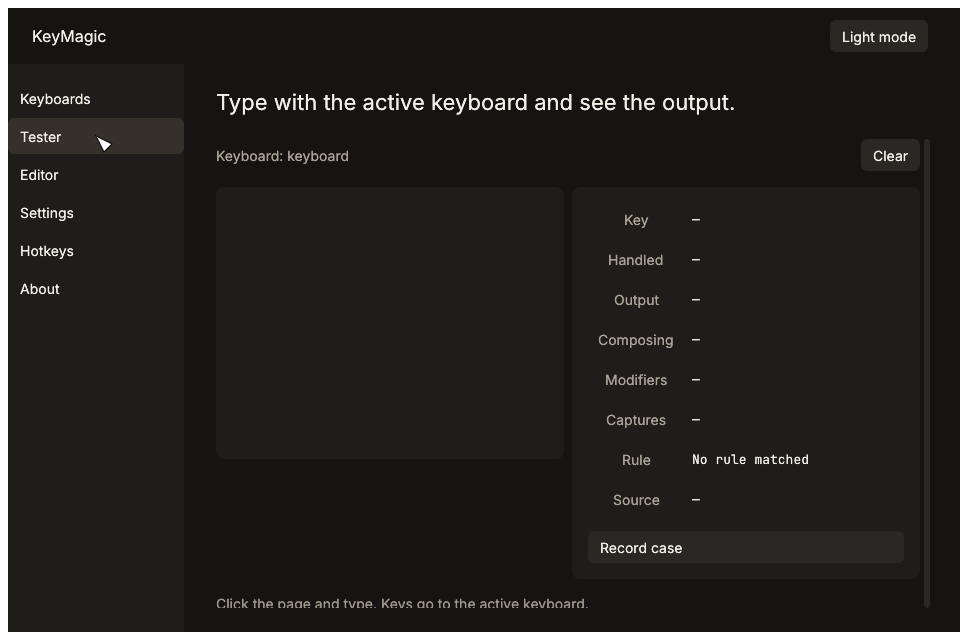 KeyMagic
Light mode
Keyboards
Tester
Editor
Settings
Hotkeys
About
Type with the active keyboard and see the output.
Keyboard: keyboard
Clear
Key –
Handled –
Output –
Composing –
Modifiers –
Captures –
Rule No rule matched
Source –
Record case
Click the page and type. Keys go to the active keyboard.